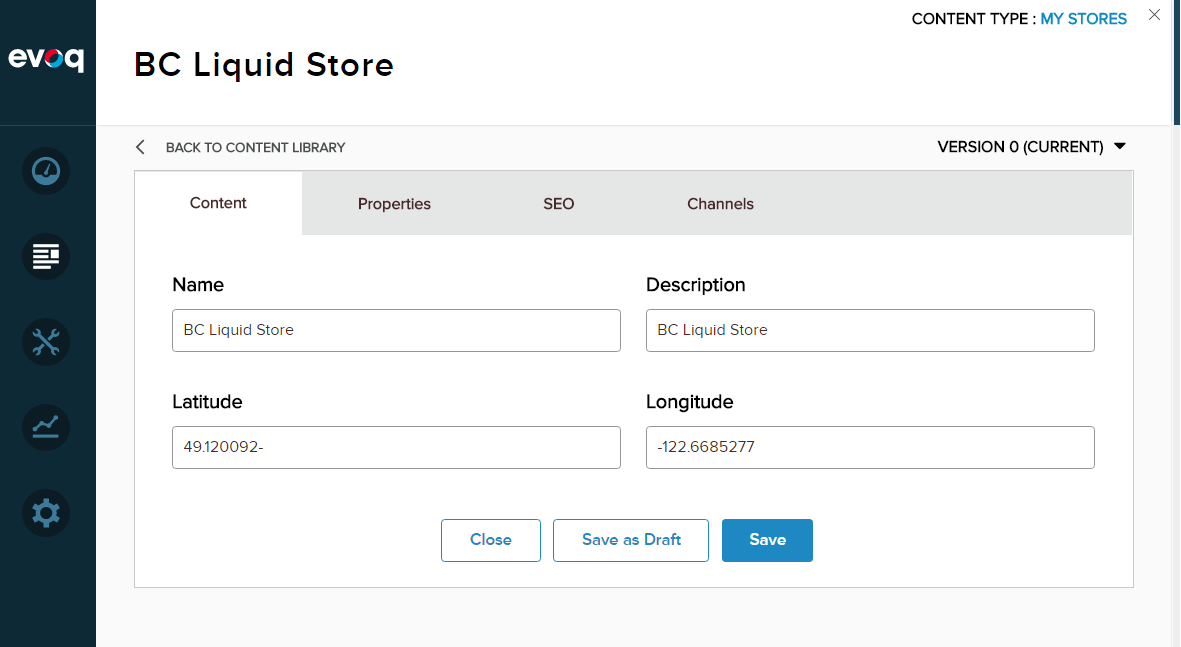 CONTENT TYPE : MY STORES
evoq
BC Liquid Store
BACK TO CONTENT LIBRARY
VERSION 0 (CURRENT)
Content Properties SEO Channels
Name Description
BC Liquid Store BC Liquid Store
Latitude Longitude
49.120092- -122.6685277
Close Save as Draft Save